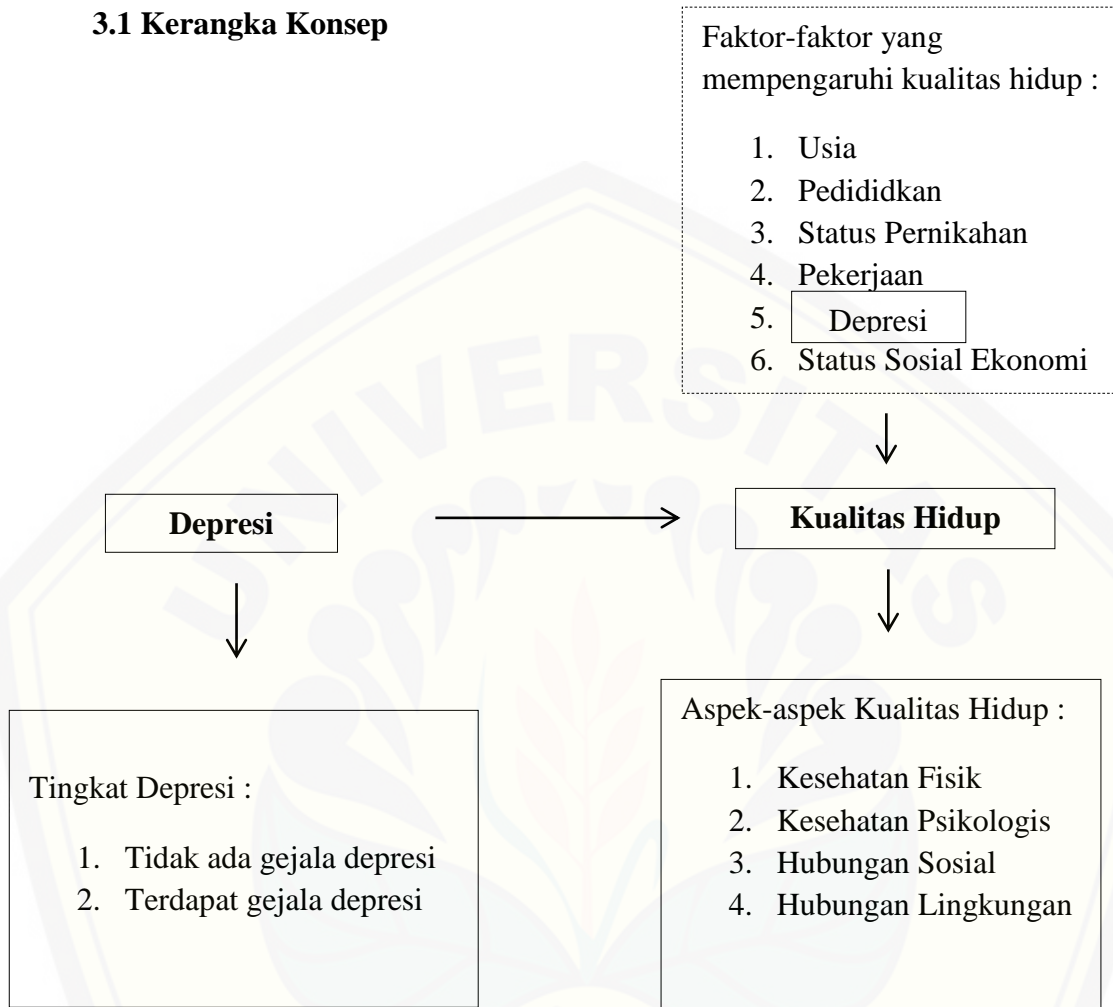 3.1 Kerangka Konsep
Faktor-faktor yang
mempengaruhi kualitas hidup :
1. Usia
2. Pedididkan
3. Status Pernikahan
4. Pekerjaan
5. Depresi
6. Status Sosial Ekonomi
Depresi
Kualitas Hidup
Tingkat Depresi :
1. Tidak ada gejala depresi
2. Terdapat gejala depresi
Aspek-aspek Kualitas Hidup :
1. Kesehatan Fisik
2. Kesehatan Psikologis
3. Hubungan Sosial
4. Hubungan Lingkungan
UNIVERSITAS